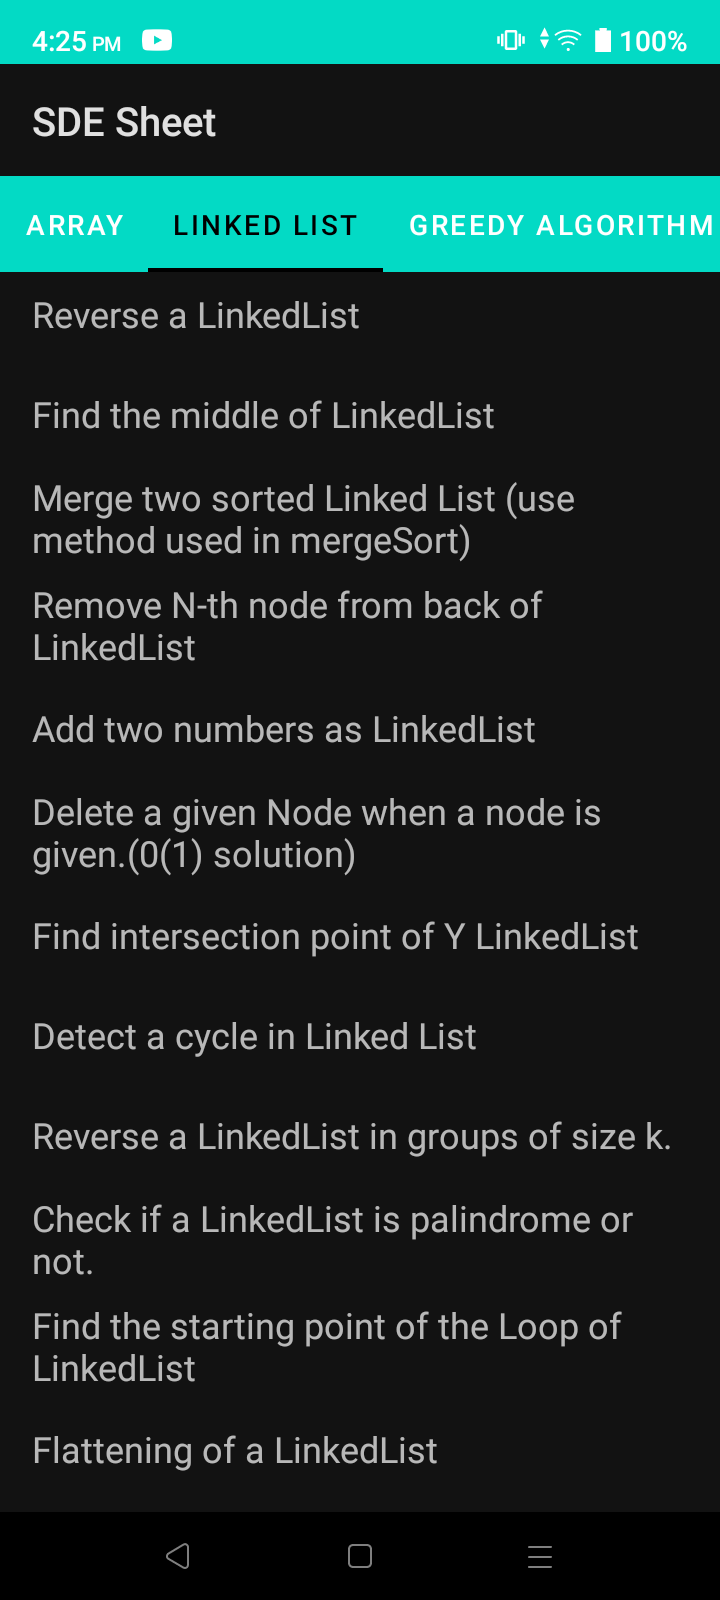 4:25 PM
100%
SDE Sheet
ARRAY LINKED LIST GREEDY ALGORITHM
Reverse a LinkedList
Find the middle of LinkedList
Merge two sorted Linked List (use
method used in mergeSort)
Remove N-th node from back of
LinkedList
Add two numbers as LinkedList
Delete a given Node when a node is
given.(0(1) solution)
Find intersection point of Y LinkedList
Detect a cycle in Linked List
Reverse a LinkedList in groups of size k.
Check if a LinkedList is palindrome or
not.
Find the starting point of the Loop of
LinkedList
Flattening of a LinkedList